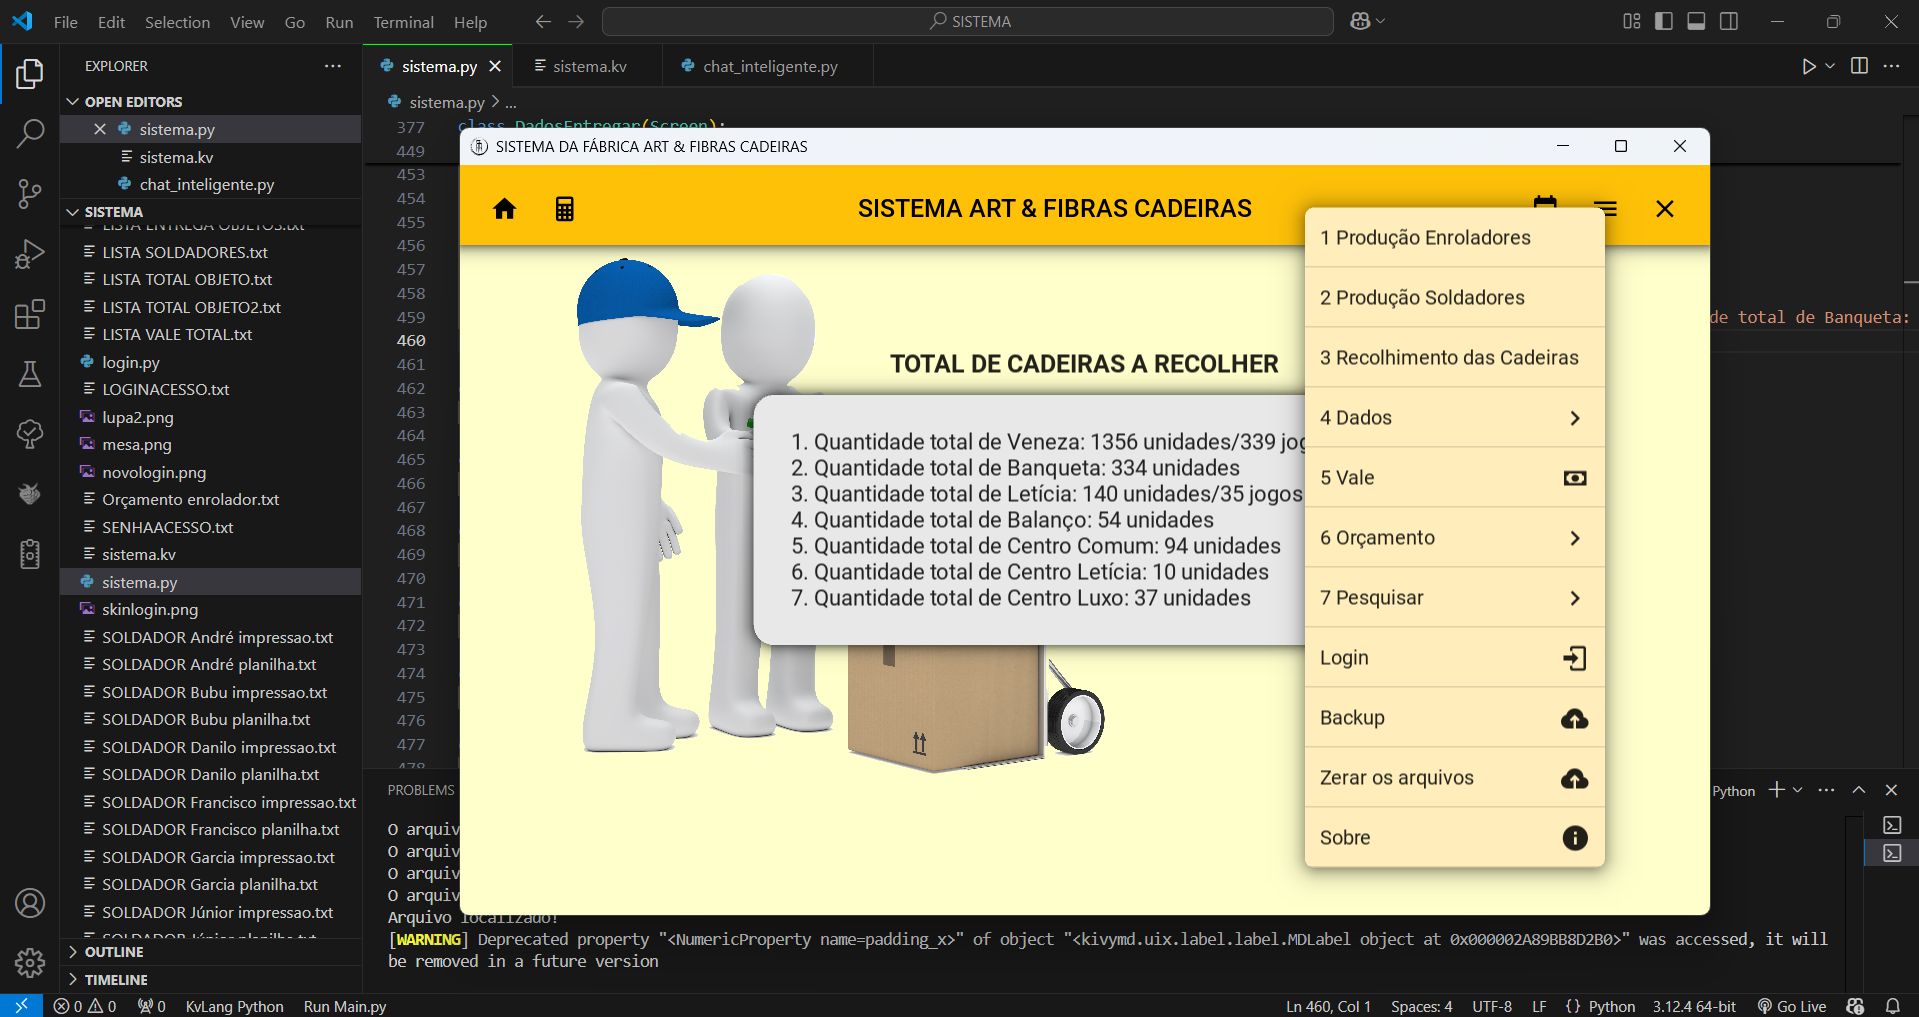 File Edit Selection View Go Run Terminal Help
SISTEMA
EXPLORER
OPEN EDITORS
sistema.py
sistema.kv
chat_inteligente.py
SISTEMA
LISTA ENTREGA OBJETOS.txt
LISTA SOLDADORES.txt
LISTA TOTAL OBJETO.txt
LISTA TOTAL OBJETO2.txt
LISTA VALE TOTAL.txt
login.py
LOGINACESSO.txt
lupa2.png
mesa.png
novologin.png
Orçamento enrolador.txt
SENHAACESSO.txt
sistema.kv
sistema.py
skinlogin.png
SOLDADOR André impressao.txt
SOLDADOR André planilha.txt
SOLDADOR Bubu impressao.txt
SOLDADOR Bubu planilha.txt
SOLDADOR Danilo impressao.txt
SOLDADOR Danilo planilha.txt
SOLDADOR Francisco impressao.txt
SOLDADOR Francisco planilha.txt
SOLDADOR Garcia impressao.txt
SOLDADOR Garcia planilha.txt
SOLDADOR Júnior impressao.txt
SOLDADOR Júnior planilha.txt
OUTLINE
TIMELINE
sistema.py
sistema.kv
chat_inteligente.py
sistema.py > ...
377 class DadosEntregar(Screen):
449
453
454
455
456
457
458
459
de total de Banqueta:
460
461
462
463
464
465
466
467
468
469
470
471
472
473
474
475
476
477
478
SISTEMA DA FÁBRICA ART & FIBRAS CADEIRAS
SISTEMA ART & FIBRAS CADEIRAS
TOTAL DE CADEIRAS A RECOLHER
1. Quantidade total de Veneza: 1356 unidades/339 jog
2. Quantidade total de Banqueta: 334 unidades
3. Quantidade total de Letícia: 140 unidades/35 jogos
4. Quantidade total de Balanço: 54 unidades
5. Quantidade total de Centro Comum: 94 unidades
6. Quantidade total de Centro Letícia: 10 unidades
7. Quantidade total de Centro Luxo: 37 unidades
1 Produção Enroladores
2 Produção Soldadores
3 Recolhimento das Cadeiras
4 Dados
5 Vale
6 Orçamento
7 Pesquisar
Login
Backup
Zerar os arquivos
Sobre
PROBLEMS
Python
O arquiv
O arquiv
O arquiv
O arquiv
Arquivo localizado!
[WARNING] Deprecated property "<NumericProperty name=padding_x>" of object "<kivymd.uix.label.label.MDLabel object at 0x000002A89BB8D2B0>" was accessed, it will
be removed in a future version
0 0 0 KvLang Python Run Main.py
Ln 460, Col 1 Spaces: 4 UTF-8 LF {} Python 3.12.4 64-bit Go Live